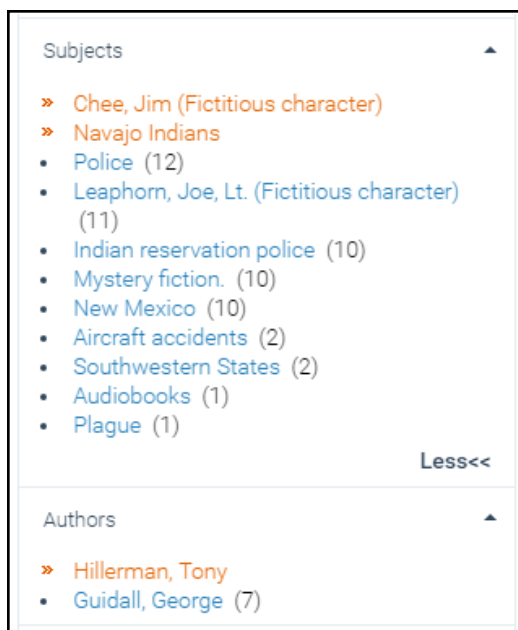 Subjects
» Chee, Jim (Fictitious character)
» Navajo Indians
• Police (12)
• Leaphorn, Joe, Lt. (Fictitious character)
(11)
• Indian reservation police (10)
• Mystery fiction. (10)
• New Mexico (10)
• Aircraft accidents (2)
• Southwestern States (2)
• Audiobooks (1)
• Plague (1)
Less<<
Authors
» Hillerman, Tony
• Guidall, George (7)